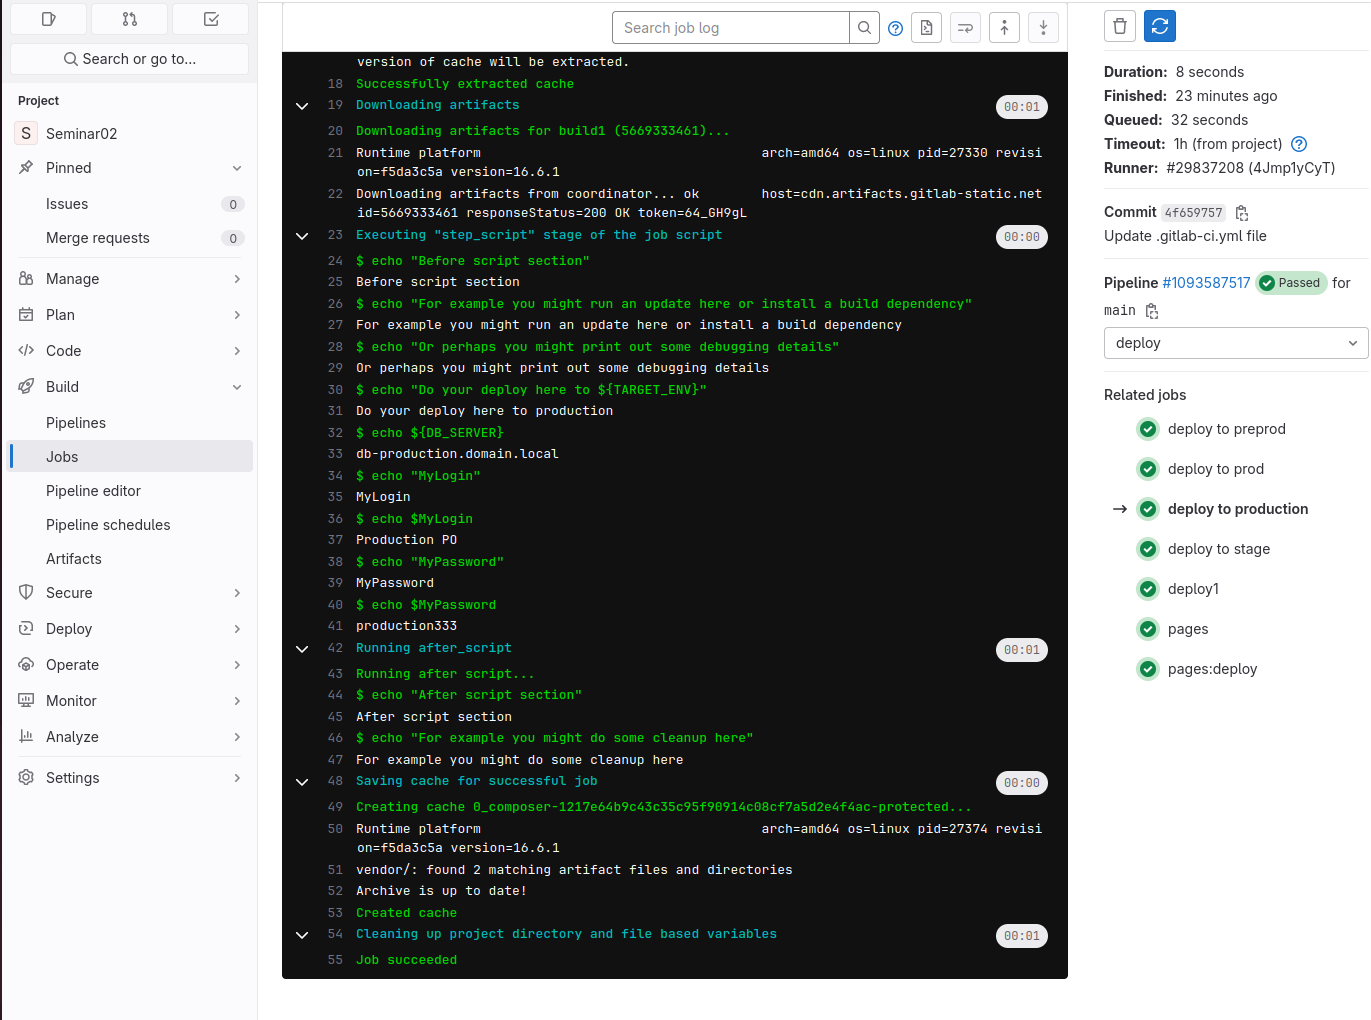 Search or go to...
Project
S Seminar02
Pinned
Issues 0
Merge requests 0
Manage
Plan
Code
Build
Pipelines
Jobs
Pipeline editor
Pipeline schedules
Artifacts
Secure
Deploy
Operate
Monitor
Analyze
Settings
Search job log
version of cache will be extracted.
18 Successfully extracted cache
19 Downloading artifacts 00:01
20 Downloading artifacts for build1 (5669333461)...
21 Runtime platform arch=amd64 os=linux pid=27330 revisi
on=f5da3c5a version=16.6.1
22 Downloading artifacts from coordinator... ok host=cdn.artifacts.gitlab-static.net
id=5669333461 responseStatus=200 OK token=64_GH9gL
23 Executing "step_script" stage of the job script 00:00
24 $ echo "Before script section"
25 Before script section
26 $ echo "For example you might run an update here or install a build dependency"
27 For example you might run an update here or install a build dependency
28 $ echo "Or perhaps you might print out some debugging details"
29 Or perhaps you might print out some debugging details
30 $ echo "Do your deploy here to ${TARGET_ENV}"
31 Do your deploy here to production
32 $ echo ${DB_SERVER}
33 db-production.domain.local
34 $ echo "MyLogin"
35 MyLogin
36 $ echo $MyLogin
37 Production PO
38 $ echo "MyPassword"
39 MyPassword
40 $ echo $MyPassword
41 production333
42 Running after_script 00:01
43 Running after script...
44 $ echo "After script section"
45 After script section
46 $ echo "For example you might do some cleanup here"
47 For example you might do some cleanup here
48 Saving cache for successful job 00:00
49 Creating cache 0_composer-1217e64b9c43c35c95f90914c08cf7a5d2e4f4ac-protected...
50 Runtime platform arch=amd64 os=linux pid=27374 revisi
on=f5da3c5a version=16.6.1
51 vendor/: found 2 matching artifact files and directories
52 Archive is up to date!
53 Created cache
54 Cleaning up project directory and file based variables 00:01
55 Job succeeded
Duration: 8 seconds
Finished: 23 minutes ago
Queued: 32 seconds
Timeout: 1h (from project)
Runner: #29837208 (4Jmp1yCyT)
Commit 4f659757
Update .gitlab-ci.yml file
Pipeline #1093587517 Passed for
main
deploy
Related jobs
deploy to preprod
deploy to prod
→ deploy to production
deploy to stage
deploy1
pages
pages:deploy